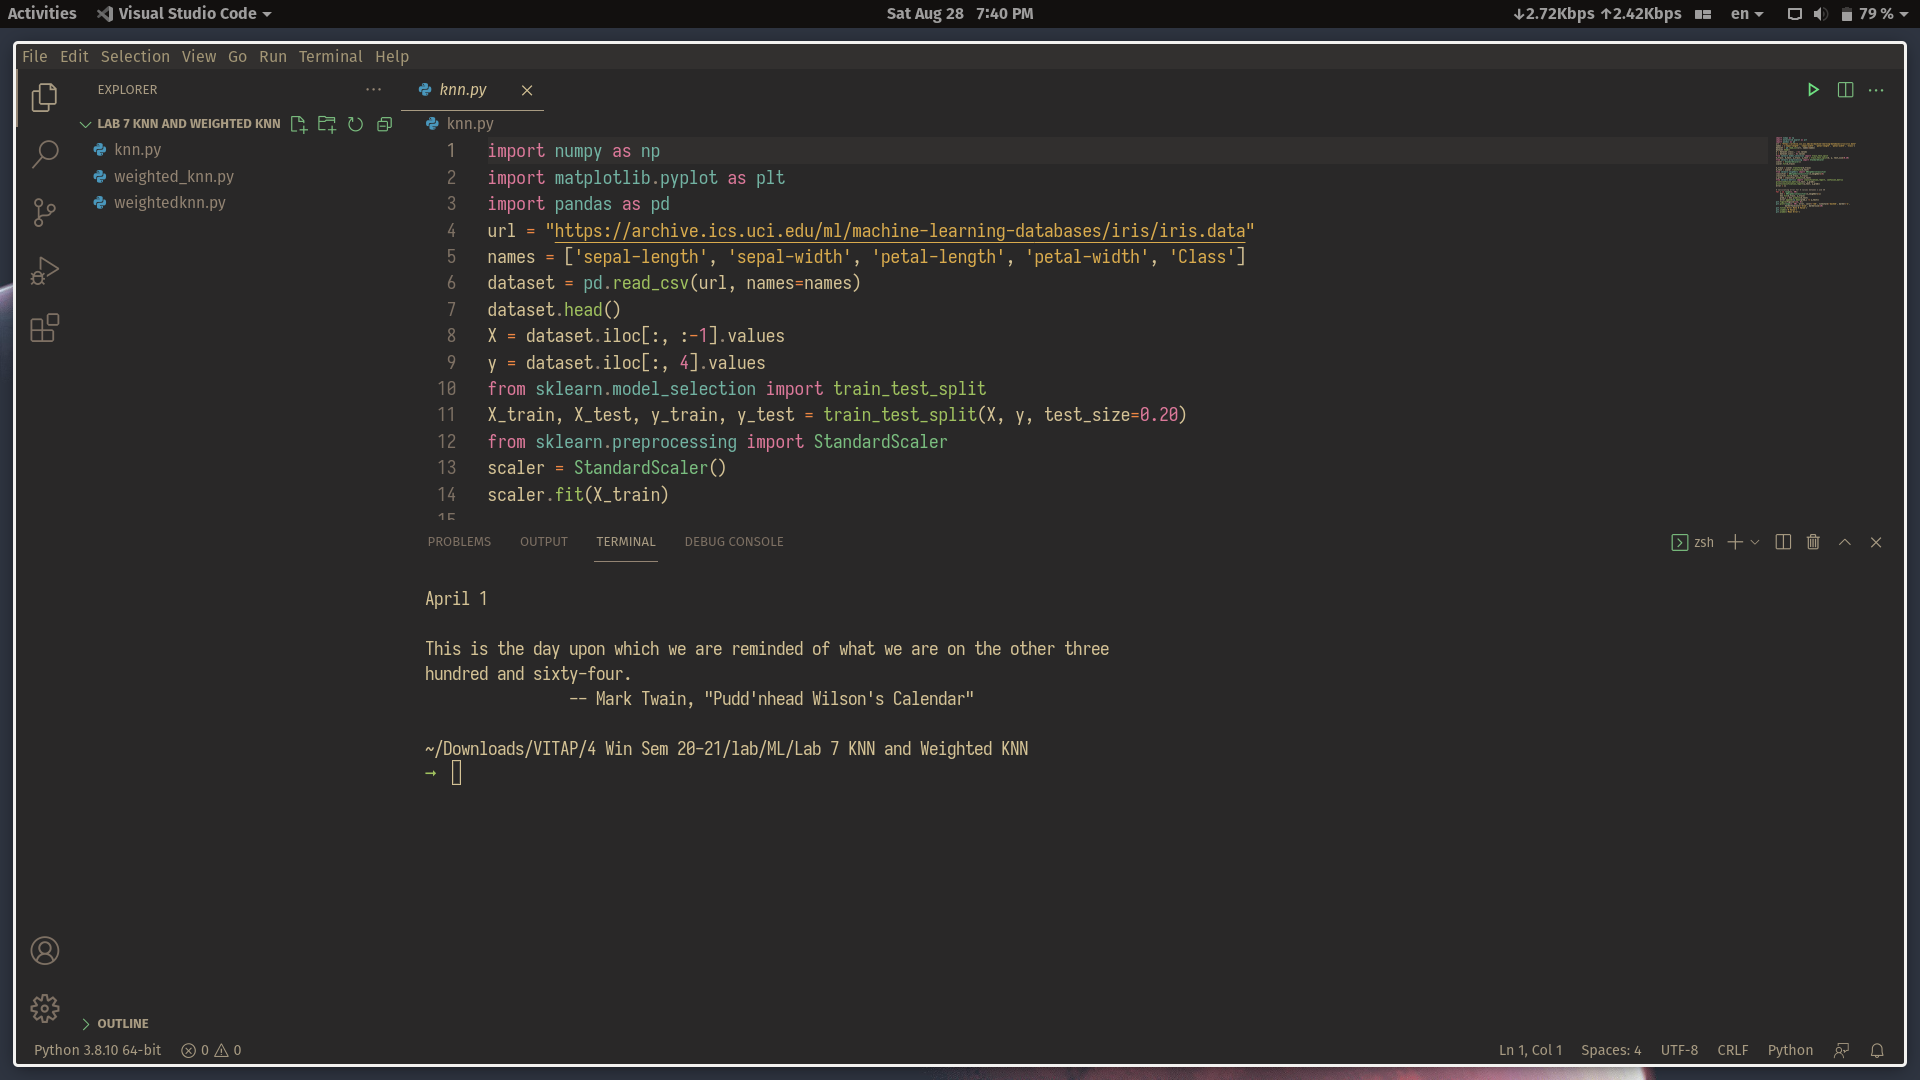 Activities Visual Studio Code Sat Aug 28 7:40 PM ↓2.72Kbps ↑2.42Kbps en 79 %
File Edit Selection View Go Run Terminal Help
EXPLORER
LAB 7 KNN AND WEIGHTED KNN
knn.py
weighted_knn.py
weightedknn.py
OUTLINE
knn.py
knn.py
1 import numpy as np
2 import matplotlib.pyplot as plt
3 import pandas as pd
4 url = "https://archive.ics.uci.edu/ml/machine-learning-databases/iris/iris.data"
5 names = ['sepal-length', 'sepal-width', 'petal-length', 'petal-width', 'Class']
6 dataset = pd.read_csv(url, names=names)
7 dataset.head()
8 X = dataset.iloc[:, :-1].values
9 y = dataset.iloc[:, 4].values
10 from sklearn.model_selection import train_test_split
11 X_train, X_test, y_train, y_test = train_test_split(X, y, test_size=0.20)
12 from sklearn.preprocessing import StandardScaler
13 scaler = StandardScaler()
14 scaler.fit(X_train)
15
PROBLEMS OUTPUT TERMINAL DEBUG CONSOLE zsh
April 1
This is the day upon which we are reminded of what we are on the other three
hundred and sixty-four.
-- Mark Twain, "Pudd'nhead Wilson's Calendar"
~/Downloads/VITAP/4 Win Sem 20-21/lab/ML/Lab 7 KNN and Weighted KNN
→
Python 3.8.10 64-bit 0 0 Ln 1, Col 1 Spaces: 4 UTF-8 CRLF Python